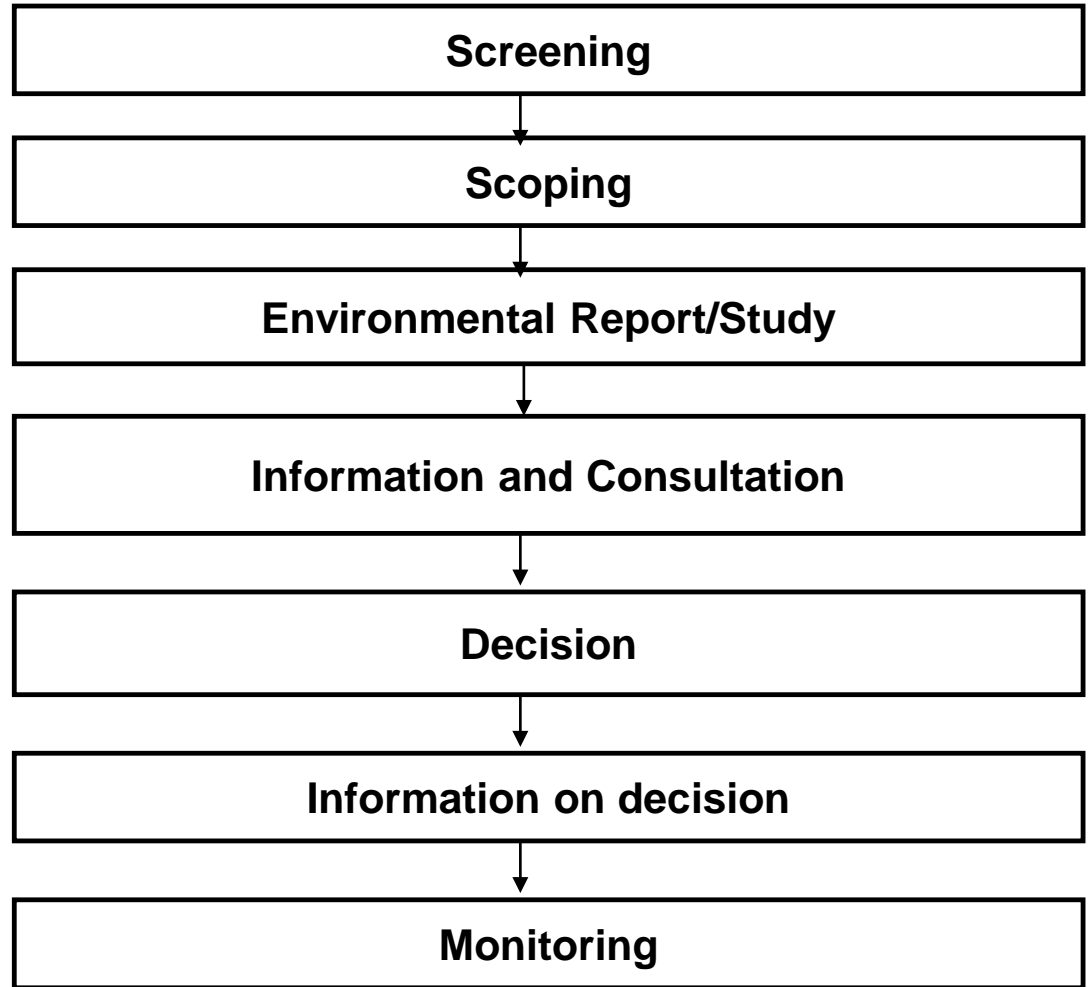 Screening
Scoping
Environmental Report/Study
Information and Consultation
Decision
Information on decision
Monitoring